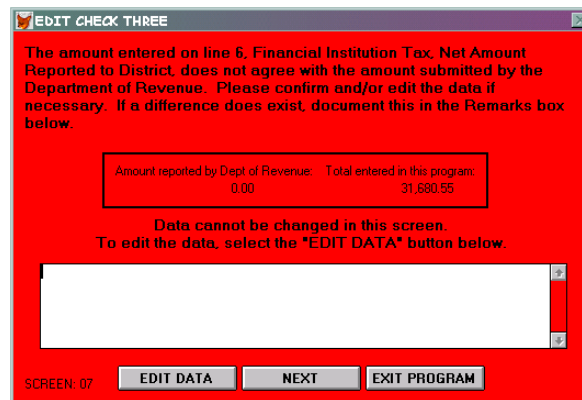 EDIT CHECK THREE
The amount entered on line 6, Financial Institution Tax, Net Amount
Reported to District, does not agree with the amount submitted by the
Department of Revenue. Please confirm and/or edit the data if
necessary. If a difference does exist, document this in the Remarks box
below.
Amount reported by Dept of Revenue: Total entered in this program:
0.00 31,680.55
Data cannot be changed in this screen.
To edit the data, select the "EDIT DATA" button below.
SCREEN: 07 EDIT DATA NEXT EXIT PROGRAM